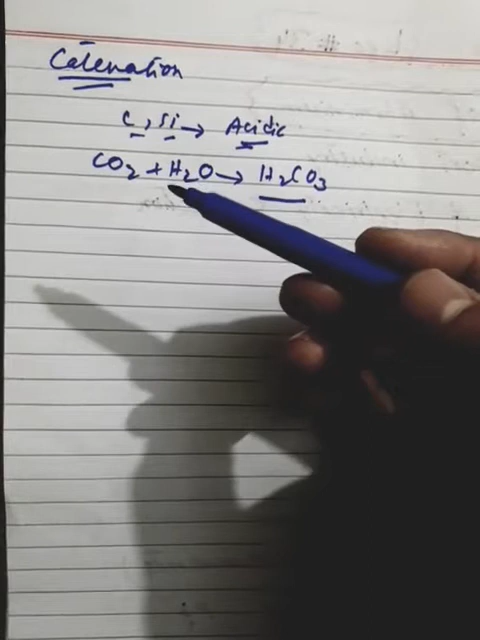 Catenation
C, Si → Acidic
CO₂ + H₂O → H₂CO₃